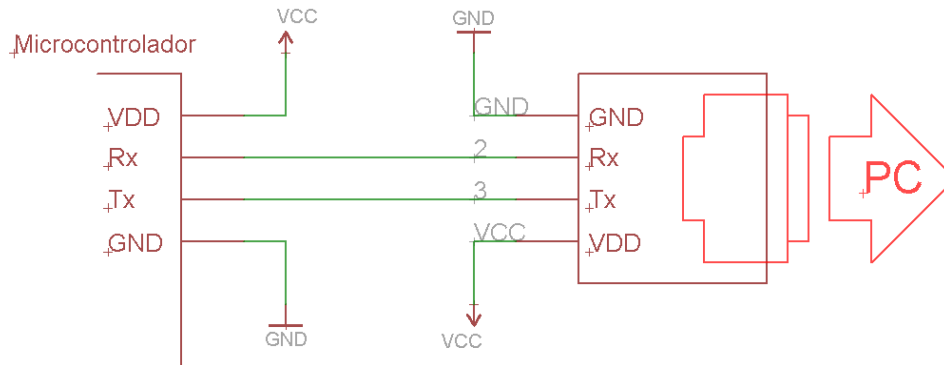 VCC
GND
Microcontrolador
VDD
GND
GND
Rx
2
Rx
Tx
3
Tx
PC
GND
VCC
VDD
GND
VCC